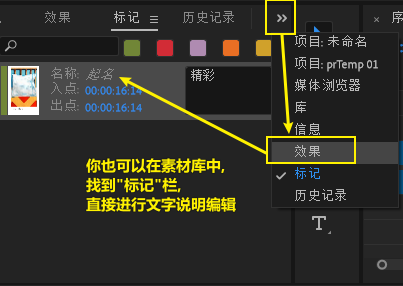 效果
标记
历史记录
序
名称: 起名
入点: 00:00:16:14
出点: 00:00:16:14
精彩
项目: 未命名
项目: prTemp 01
媒体浏览器
库
信息
效果
标记
历史记录
你也可以在素材库中,
找到"标记"栏,
直接进行文字说明编辑
T